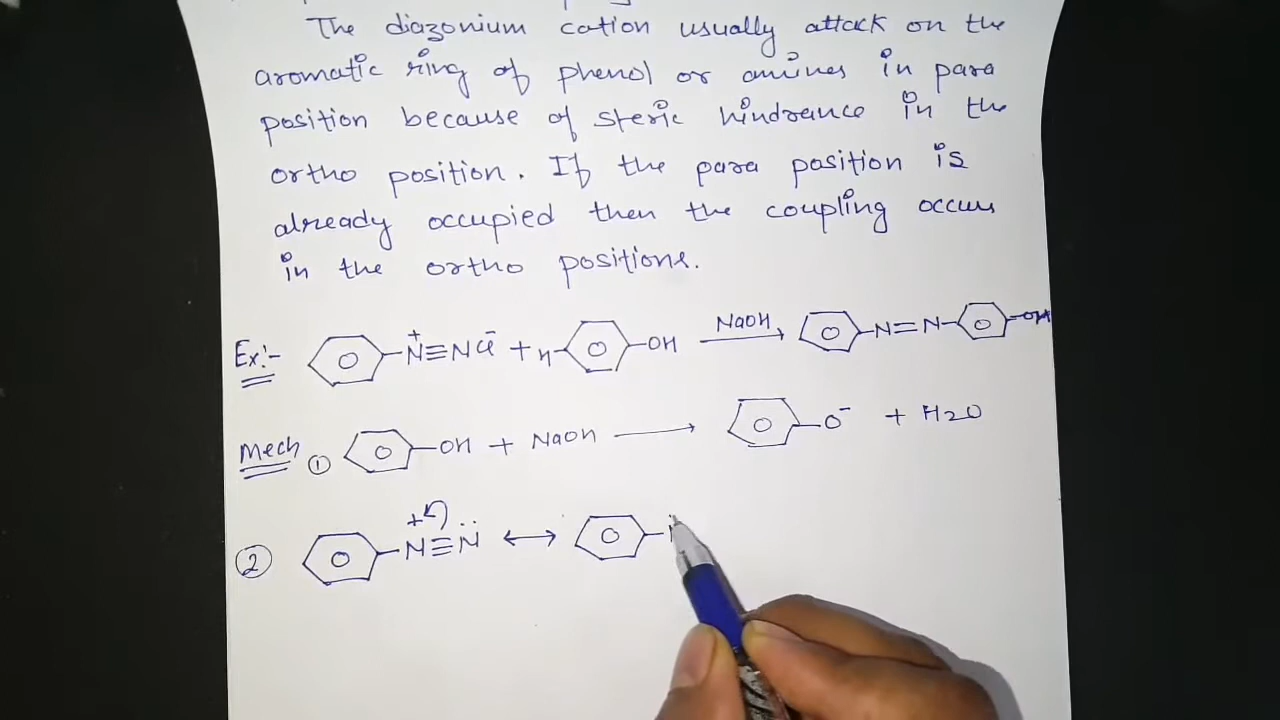 The diazonium cation usually attack on the
aromatic ring of phenol or amines in para
position because of steric hindrance in the
ortho position. If the para position is
already occupied then the coupling occurs
in the ortho positions.
Ex:- N⁺≡NCl⁻ + H- -OH NaOH → -N=N- -OH
Mech ① -OH + NaOH → -O⁻ + H2O
② -N⁺≡N̈ ↔